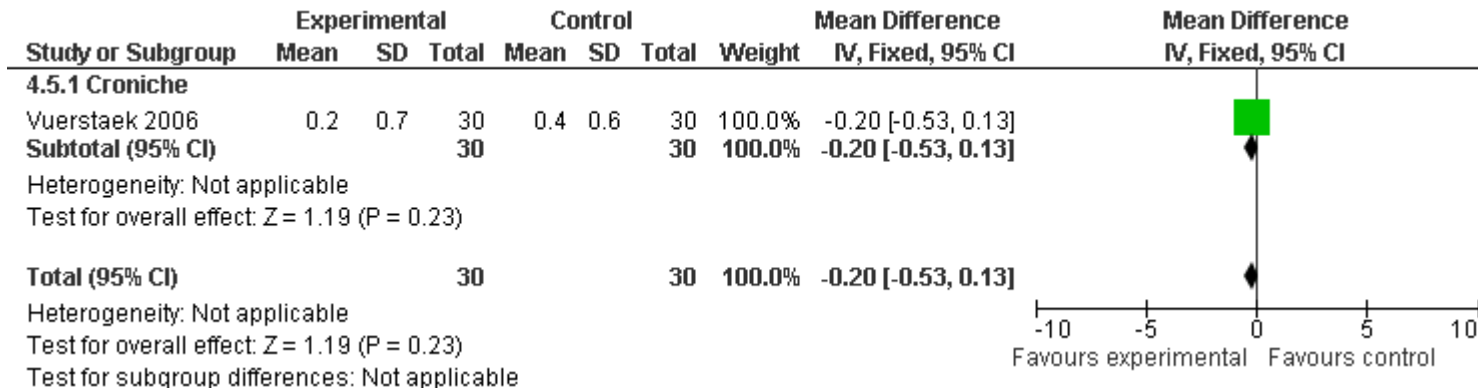 Experimental Control Mean Difference Mean Difference
Study or Subgroup Mean SD Total Mean SD Total Weight IV, Fixed, 95% CI IV, Fixed, 95% CI
4.5.1 Croniche
Vuerstaek 2006 0.2 0.7 30 0.4 0.6 30 100.0% -0.20 [-0.53, 0.13]
Subtotal (95% CI) 30 30 100.0% -0.20 [-0.53, 0.13]
Heterogeneity: Not applicable
Test for overall effect: Z = 1.19 (P = 0.23)
Total (95% CI) 30 30 100.0% -0.20 [-0.53, 0.13]
Heterogeneity: Not applicable
Test for overall effect: Z = 1.19 (P = 0.23)
Test for subgroup differences: Not applicable
-10 -5 0 5 10
Favours experimental Favours control